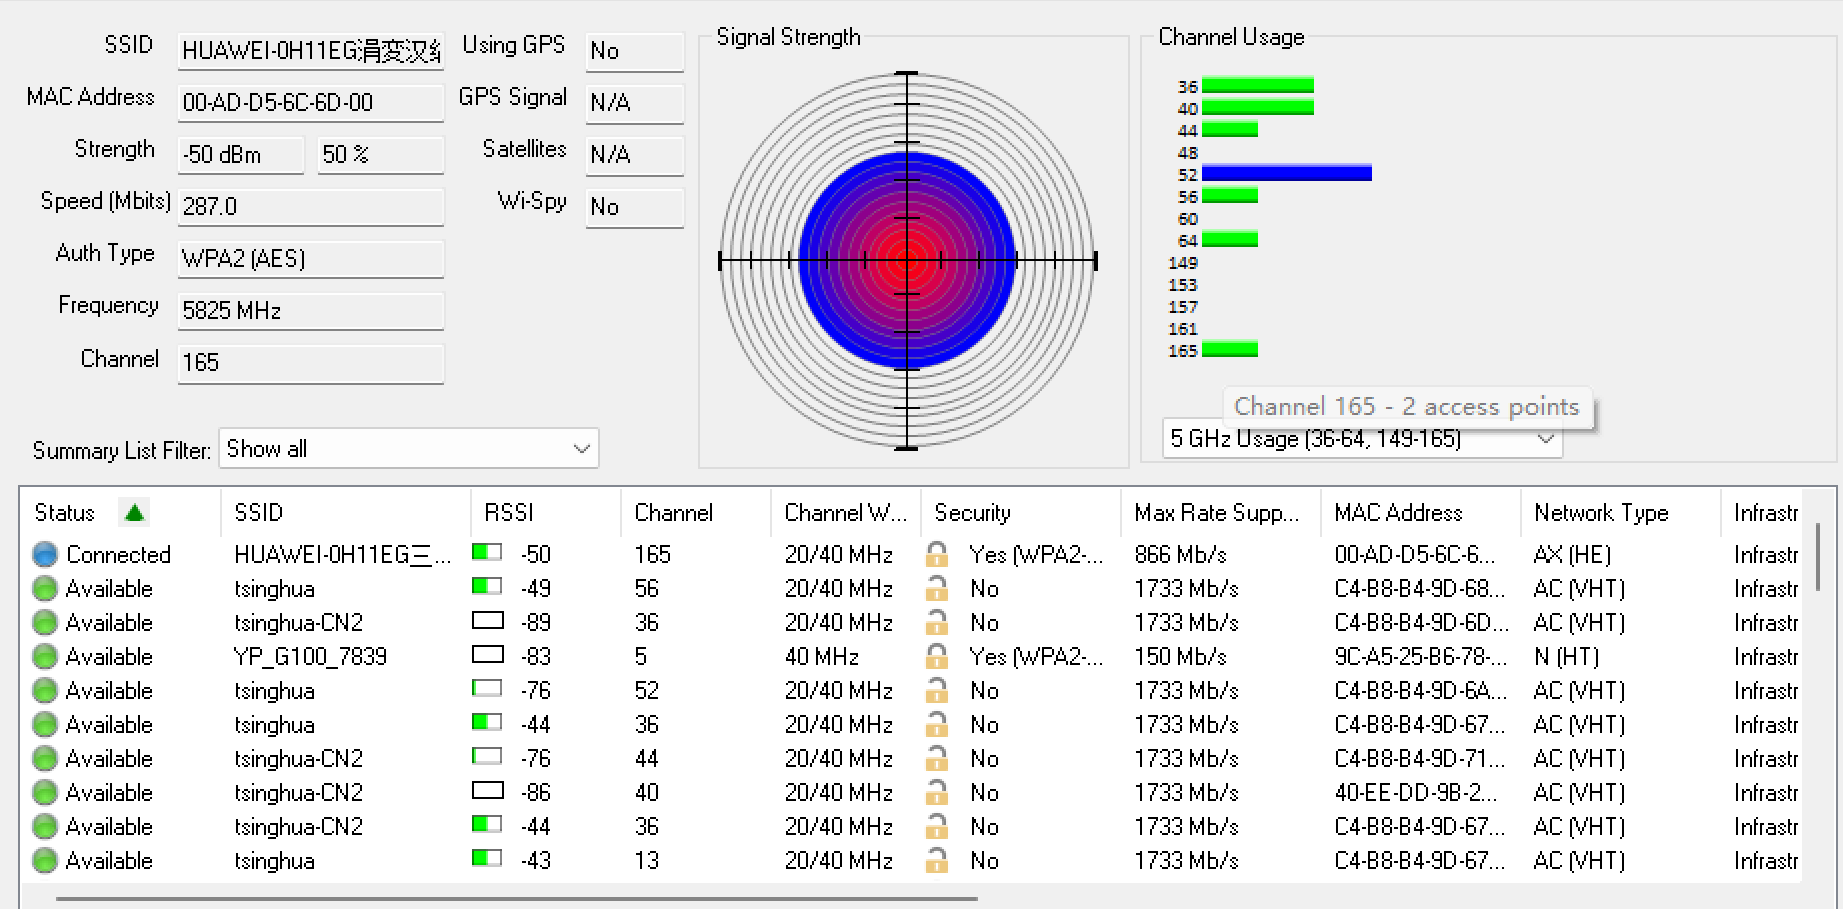 SSID HUAWEI-0H11EG涓変汉 Using GPS No
MAC Address 00-AD-D5-6C-6D-00 GPS Signal N/A
Strength -50 dBm 50 % Satellites N/A
Speed (Mbits) 287.0 Wi-Spy No
Auth Type WPA2 (AES)
Frequency 5825 MHz
Channel 165
Summary List Filter: Show all
Signal Strength
Channel Usage
36
40
44
48
52
56
60
64
149
153
157
161
165
Channel 165 - 2 access points
5 GHz Usage (36-64, 149-165)
Status SSID RSSI Channel Channel W... Security Max Rate Supp... MAC Address Network Type Infrastr
Connected HUAWEI-0H11EG三... -50 165 20/40 MHz Yes (WPA2-... 866 Mb/s 00-AD-D5-6C-6... AX (HE) Infrastr
Available tsinghua -49 56 20/40 MHz No 1733 Mb/s C4-B8-B4-9D-68... AC (VHT) Infrastr
Available tsinghua-CN2 -89 36 20/40 MHz No 1733 Mb/s C4-B8-B4-9D-6D... AC (VHT) Infrastr
Available YP_G100_7839 -83 5 40 MHz Yes (WPA2-... 150 Mb/s 9C-A5-25-B6-78-... N (HT) Infrastr
Available tsinghua -76 52 20/40 MHz No 1733 Mb/s C4-B8-B4-9D-6A... AC (VHT) Infrastr
Available tsinghua -44 36 20/40 MHz No 1733 Mb/s C4-B8-B4-9D-67... AC (VHT) Infrastr
Available tsinghua-CN2 -76 44 20/40 MHz No 1733 Mb/s C4-B8-B4-9D-71... AC (VHT) Infrastr
Available tsinghua-CN2 -86 40 20/40 MHz No 1733 Mb/s 40-EE-DD-9B-2... AC (VHT) Infrastr
Available tsinghua-CN2 -44 36 20/40 MHz No 1733 Mb/s C4-B8-B4-9D-67... AC (VHT) Infrastr
Available tsinghua -43 13 20/40 MHz No 1733 Mb/s C4-B8-B4-9D-67... AC (VHT) Infrastr